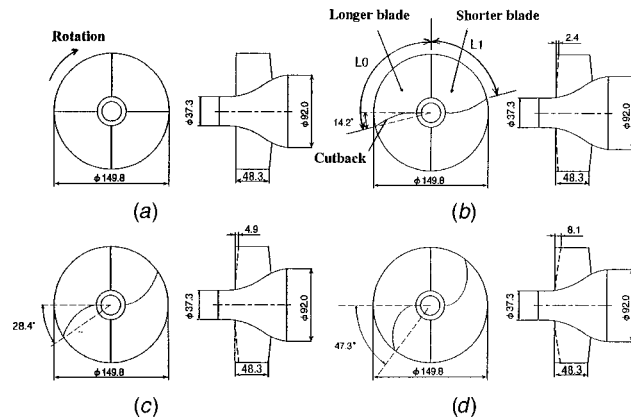 Rotation
φ37.3
φ92.0
φ149.8
48.3
(a)
Longer blade
Shorter blade
L0
L1
14.2°
Cutback
φ149.8
2.4
φ37.3
φ92.0
48.3
(b)
28.4°
φ149.8
4.9
φ37.3
φ92.0
48.3
(c)
47.3°
φ149.8
8.1
φ37.3
φ92.0
48.3
(d)